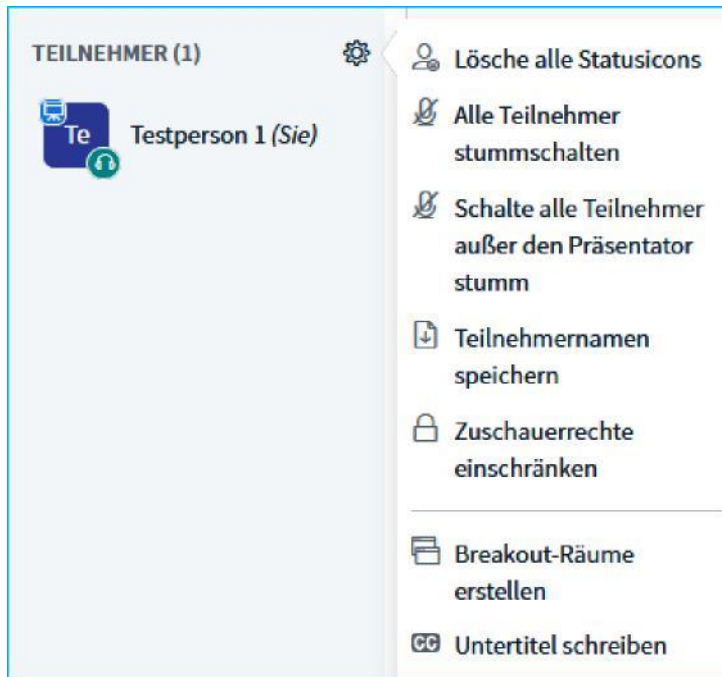 TEILNEHMER (1)
Te
Testperson 1 (Sie)
Lösche alle Statusicons
Alle Teilnehmer
stummschalten
Schalte alle Teilnehmer
außer den Präsentator
stumm
Teilnehmernamen
speichern
Zuschauerrechte
einschränken
Breakout-Räume
erstellen
CC Untertitel schreiben